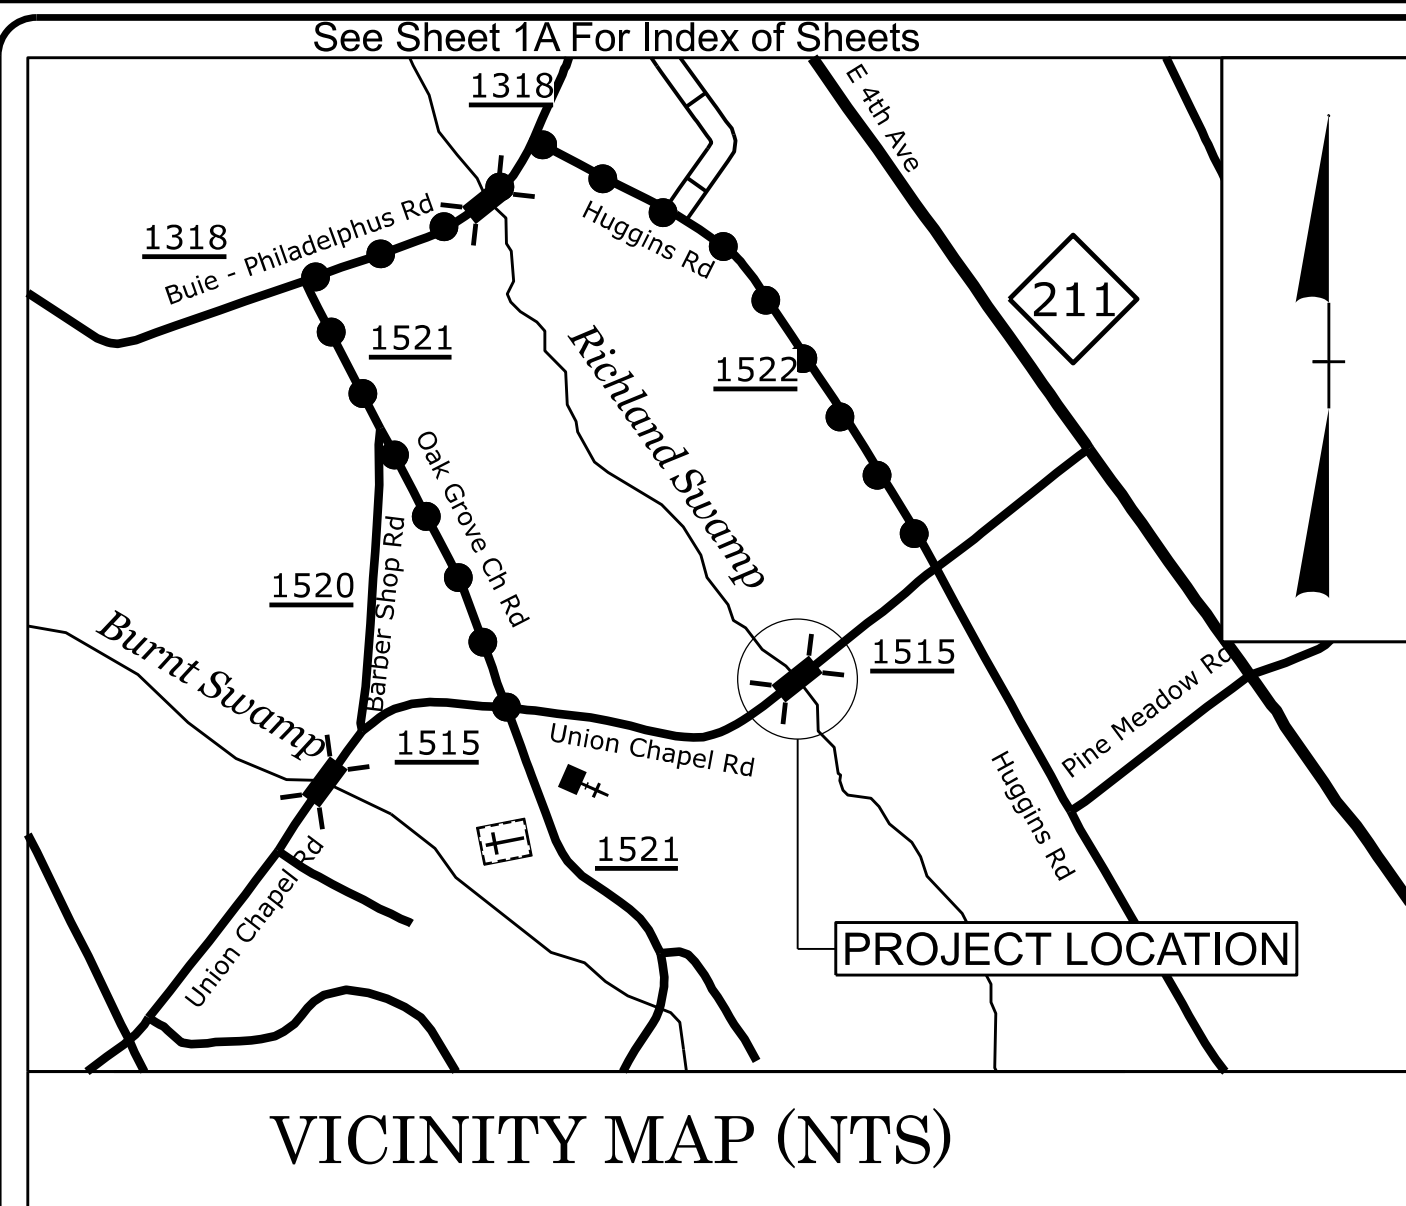 See Sheet 1A For Index of Sheets
1318
E 4th Ave
1318
Buie - Philadelphus Rd
Huggins Rd
211
1521
Richland Swamp
1522
Oak Grove Ch Rd
1520
Barber Shop Rd
Burnt Swamp
1515
Pine Meadow Rd
1515
Union Chapel Rd
Huggins Rd
1521
Union Chapel Rd
PROJECT LOCATION
VICINITY MAP (NTS)